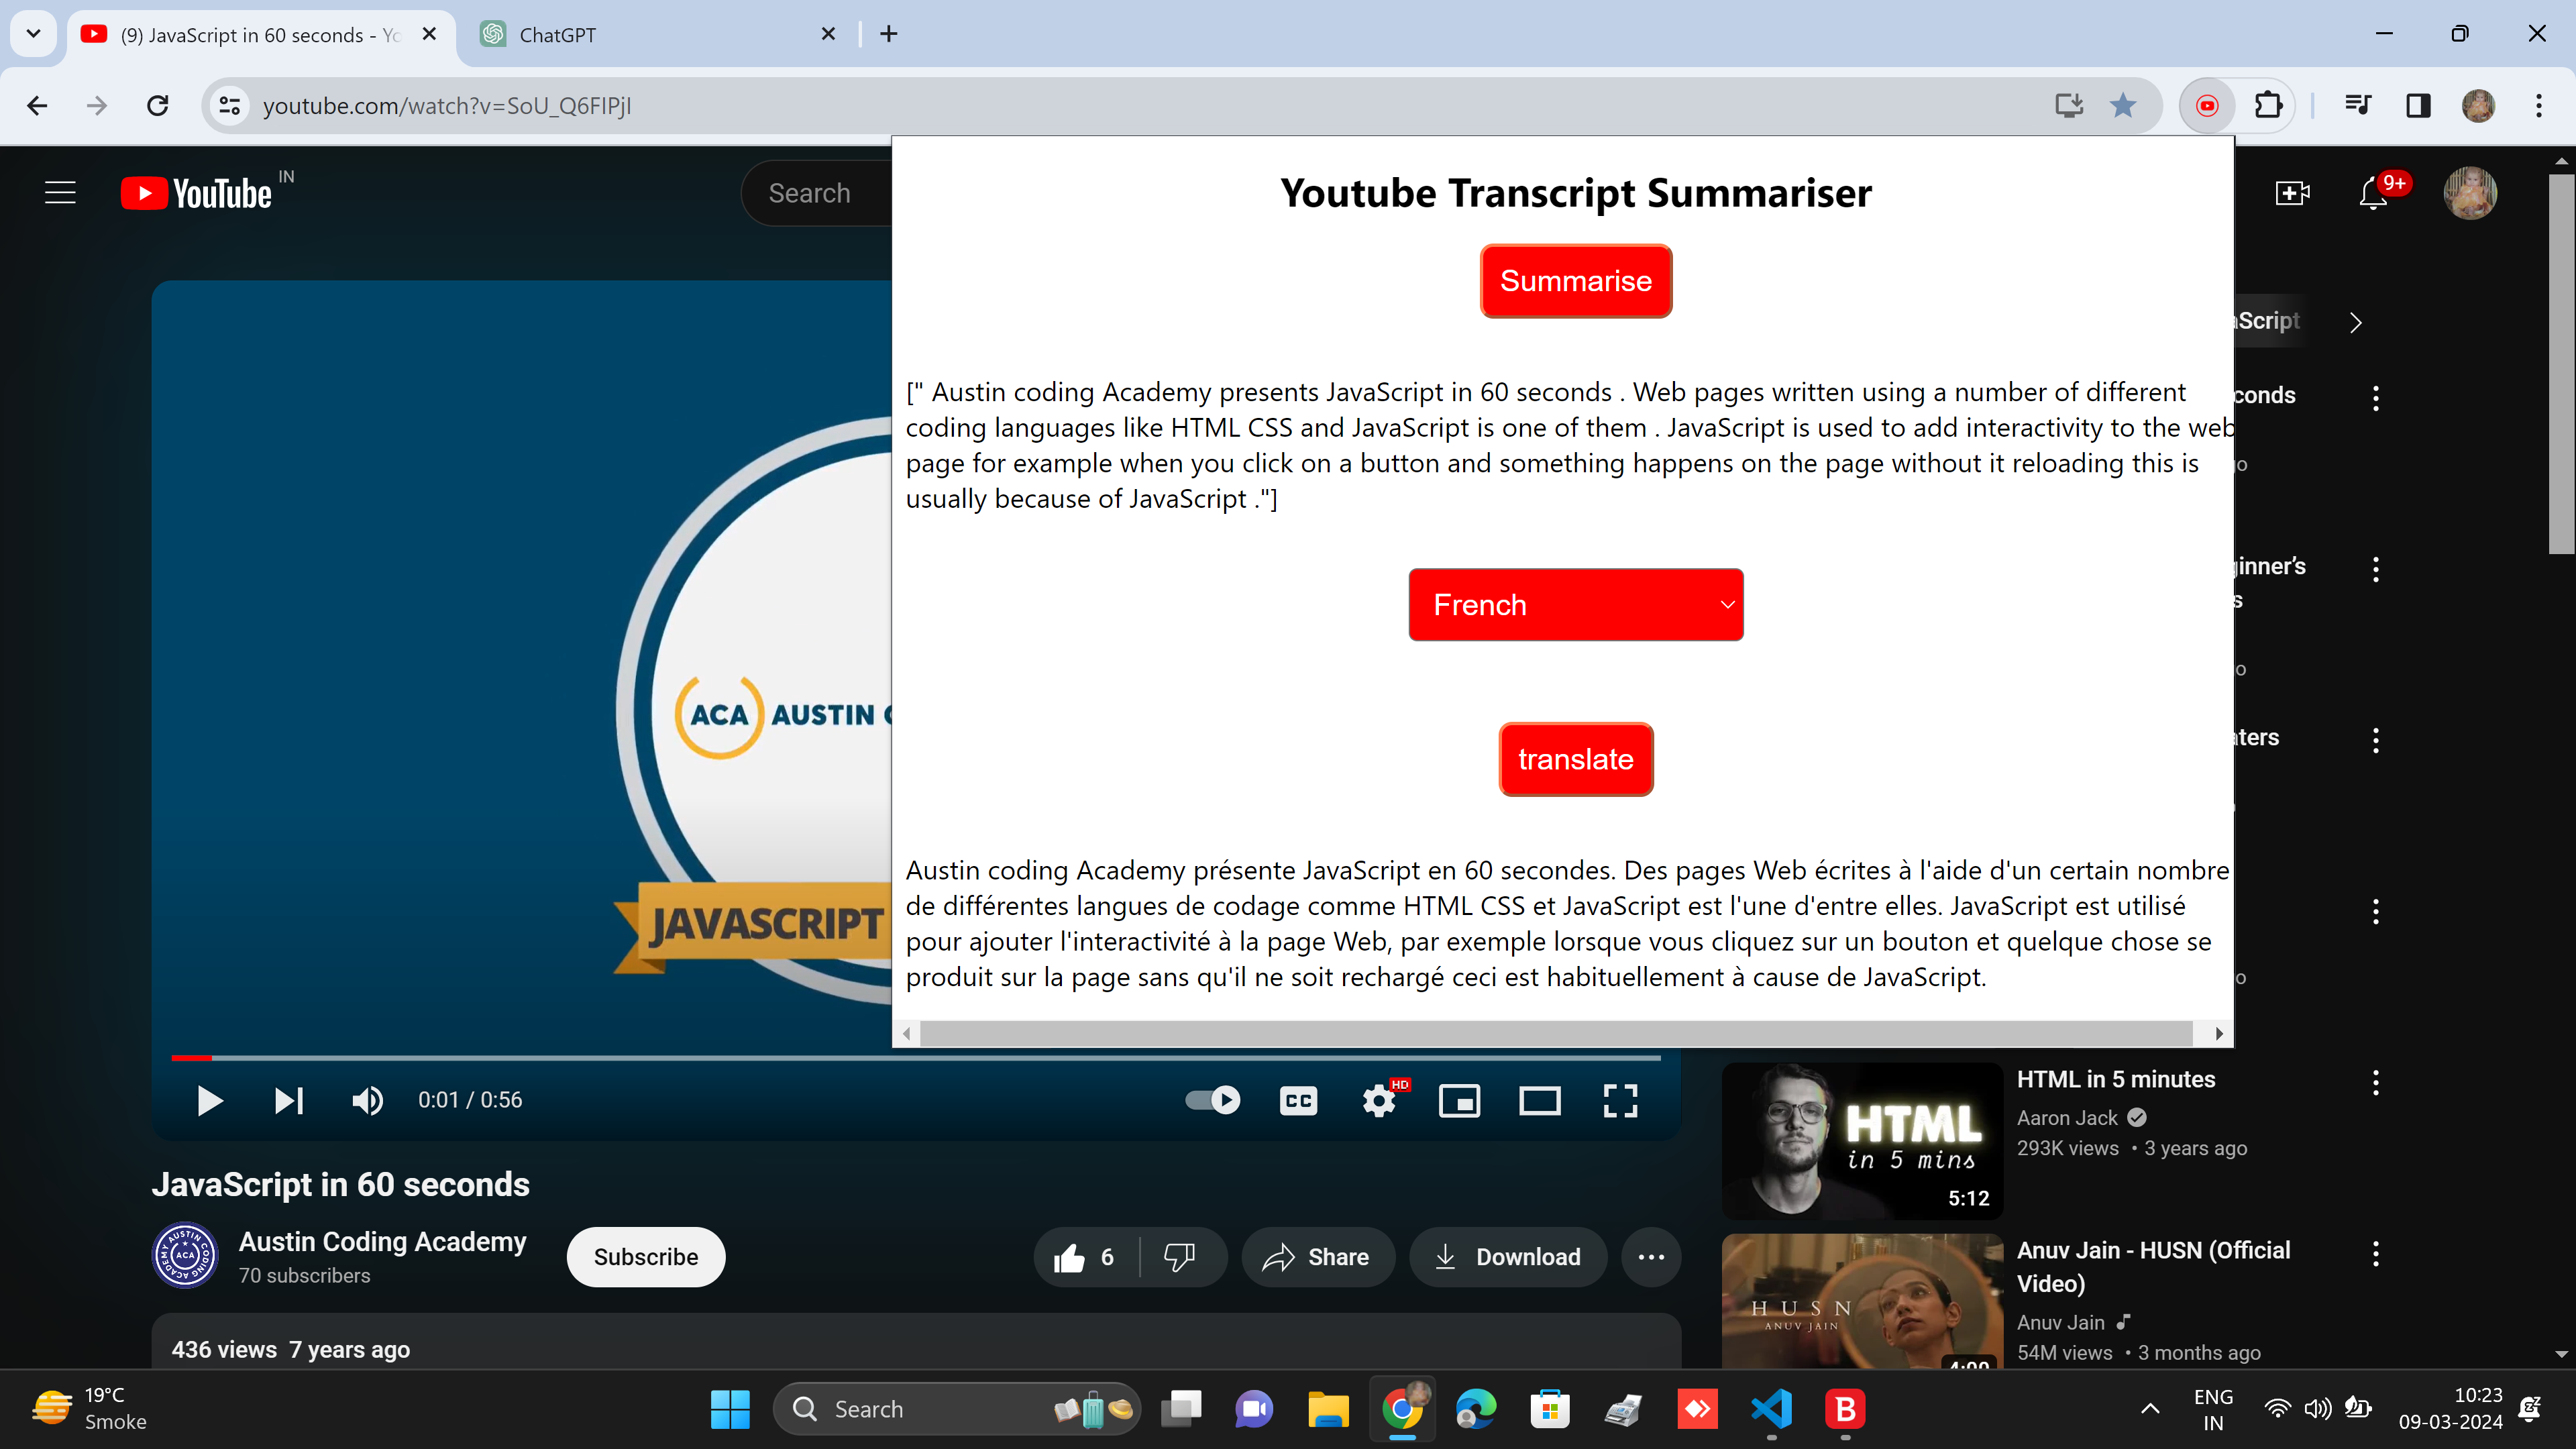 (9) JavaScript in 60 seconds - Yo
ChatGPT
youtube.com/watch?v=SoU_Q6FIPjI
YouTube IN
Search
9+
Youtube Transcript Summariser
Summarise
[" Austin coding Academy presents JavaScript in 60 seconds . Web pages written using a number of different
coding languages like HTML CSS and JavaScript is one of them . JavaScript is used to add interactivity to the web
page for example when you click on a button and something happens on the page without it reloading this is
usually because of JavaScript ."]
French
translate
Austin coding Academy présente JavaScript en 60 secondes. Des pages Web écrites à l'aide d'un certain nombre
de différentes langues de codage comme HTML CSS et JavaScript est l'une d'entre elles. JavaScript est utilisé
pour ajouter l'interactivité à la page Web, par exemple lorsque vous cliquez sur un bouton et quelque chose se
produit sur la page sans qu'il ne soit rechargé ceci est habituellement à cause de JavaScript.
aScript
conds
ginner's
s
aters
ACA AUSTIN
JAVASCRIPT
0:01 / 0:56
CC
HD
JavaScript in 60 seconds
AUSTIN CODING ACADEMY
ACA
Austin Coding Academy
70 subscribers
Subscribe
6
Share
Download
436 views 7 years ago
HTML
in 5 mins
5:12
HTML in 5 minutes
Aaron Jack
293K views • 3 years ago
HUSN
ANUV JAIN
Anuv Jain - HUSN (Official
Video)
Anuv Jain
54M views • 3 months ago
19°C
Smoke
Search
B
ENG
IN
10:23
09-03-2024